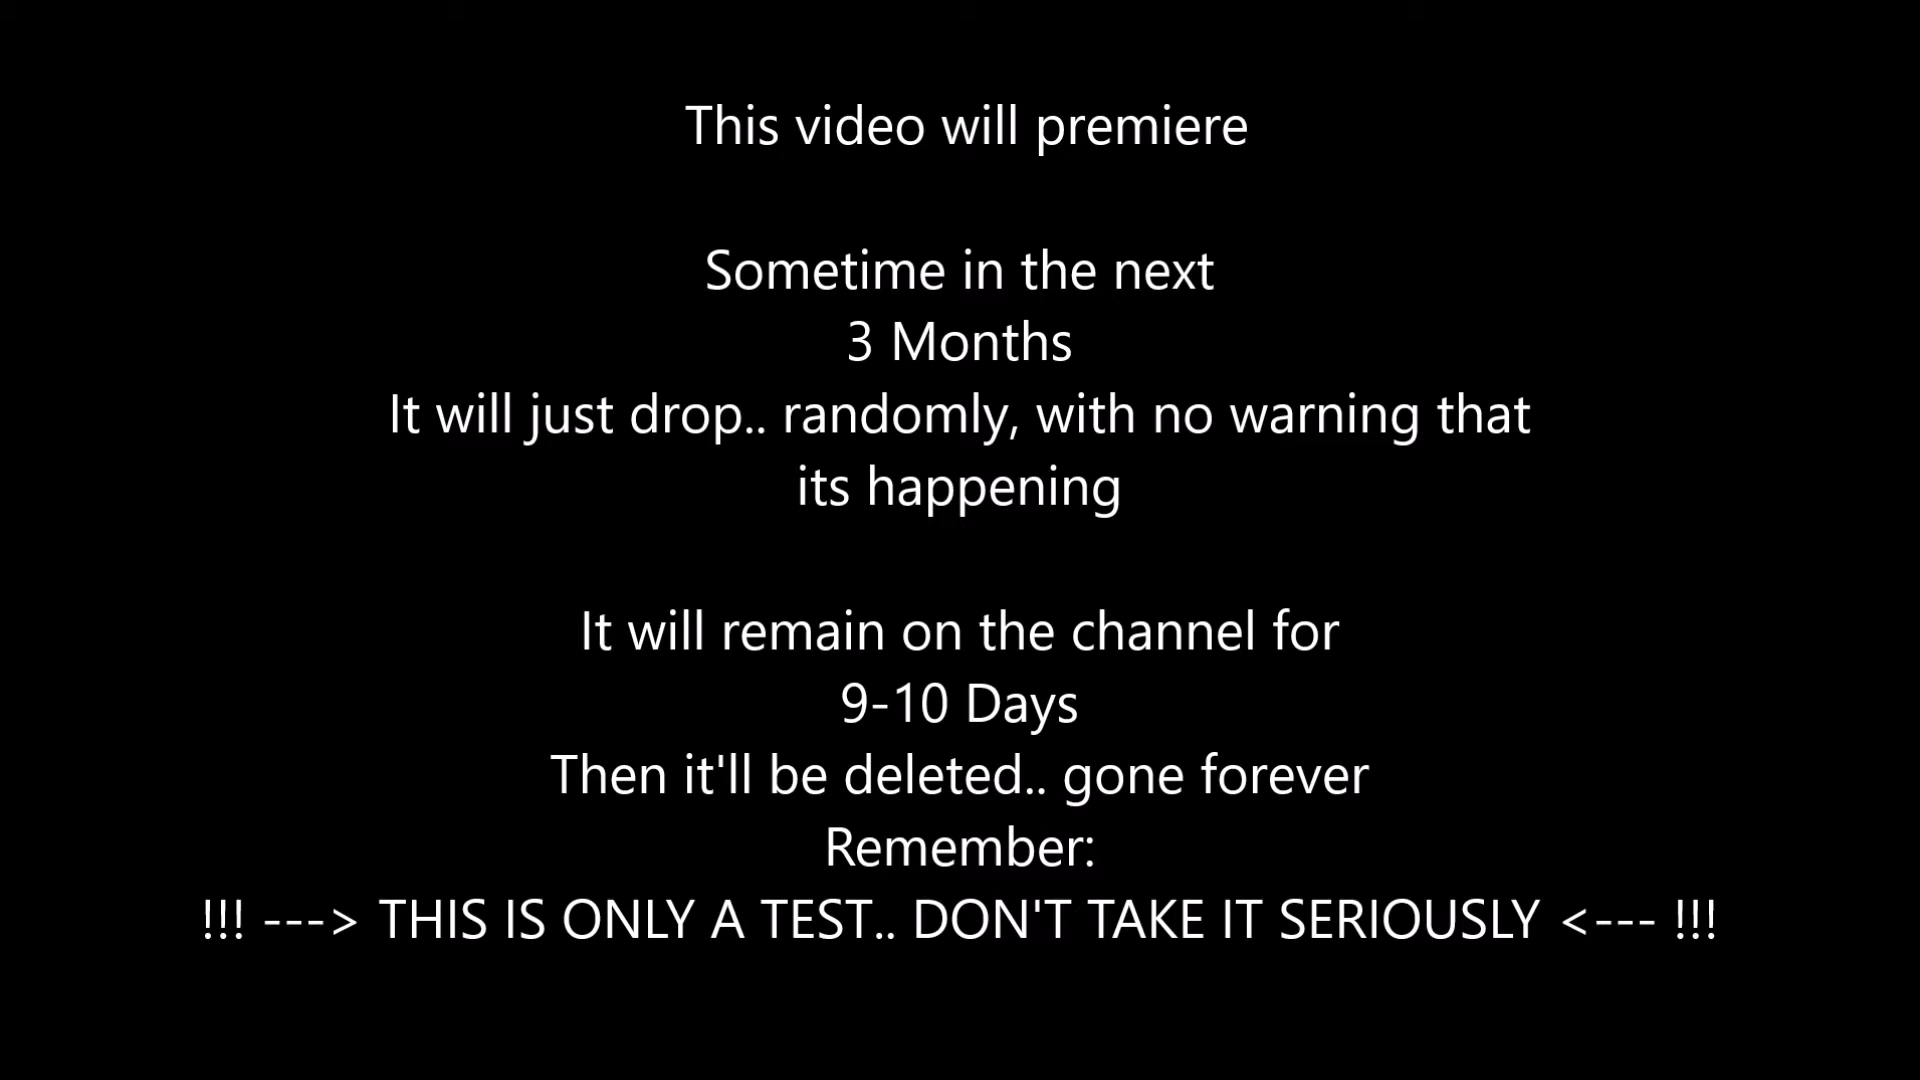 This video will premiere
Sometime in the next
3 Months
It will just drop.. randomly, with no warning that
its happening
It will remain on the channel for
9-10 Days
Then it'll be deleted.. gone forever
Remember:
!!! ---> THIS IS ONLY A TEST.. DON'T TAKE IT SERIOUSLY <--- !!!